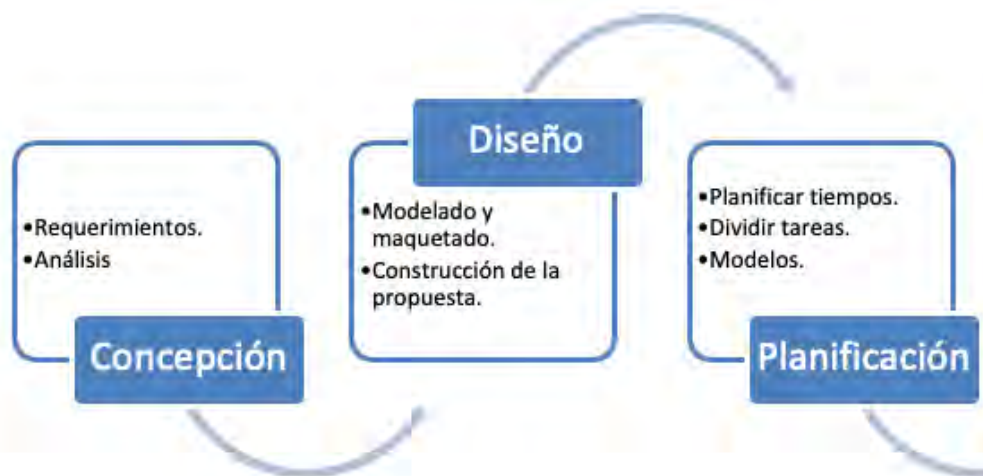 •Requerimientos.
•Análisis
Concepción
Diseño
•Modelado y
maquetado.
•Construcción de la
propuesta.
•Planificar tiempos.
•Dividir tareas.
•Modelos.
Planificación